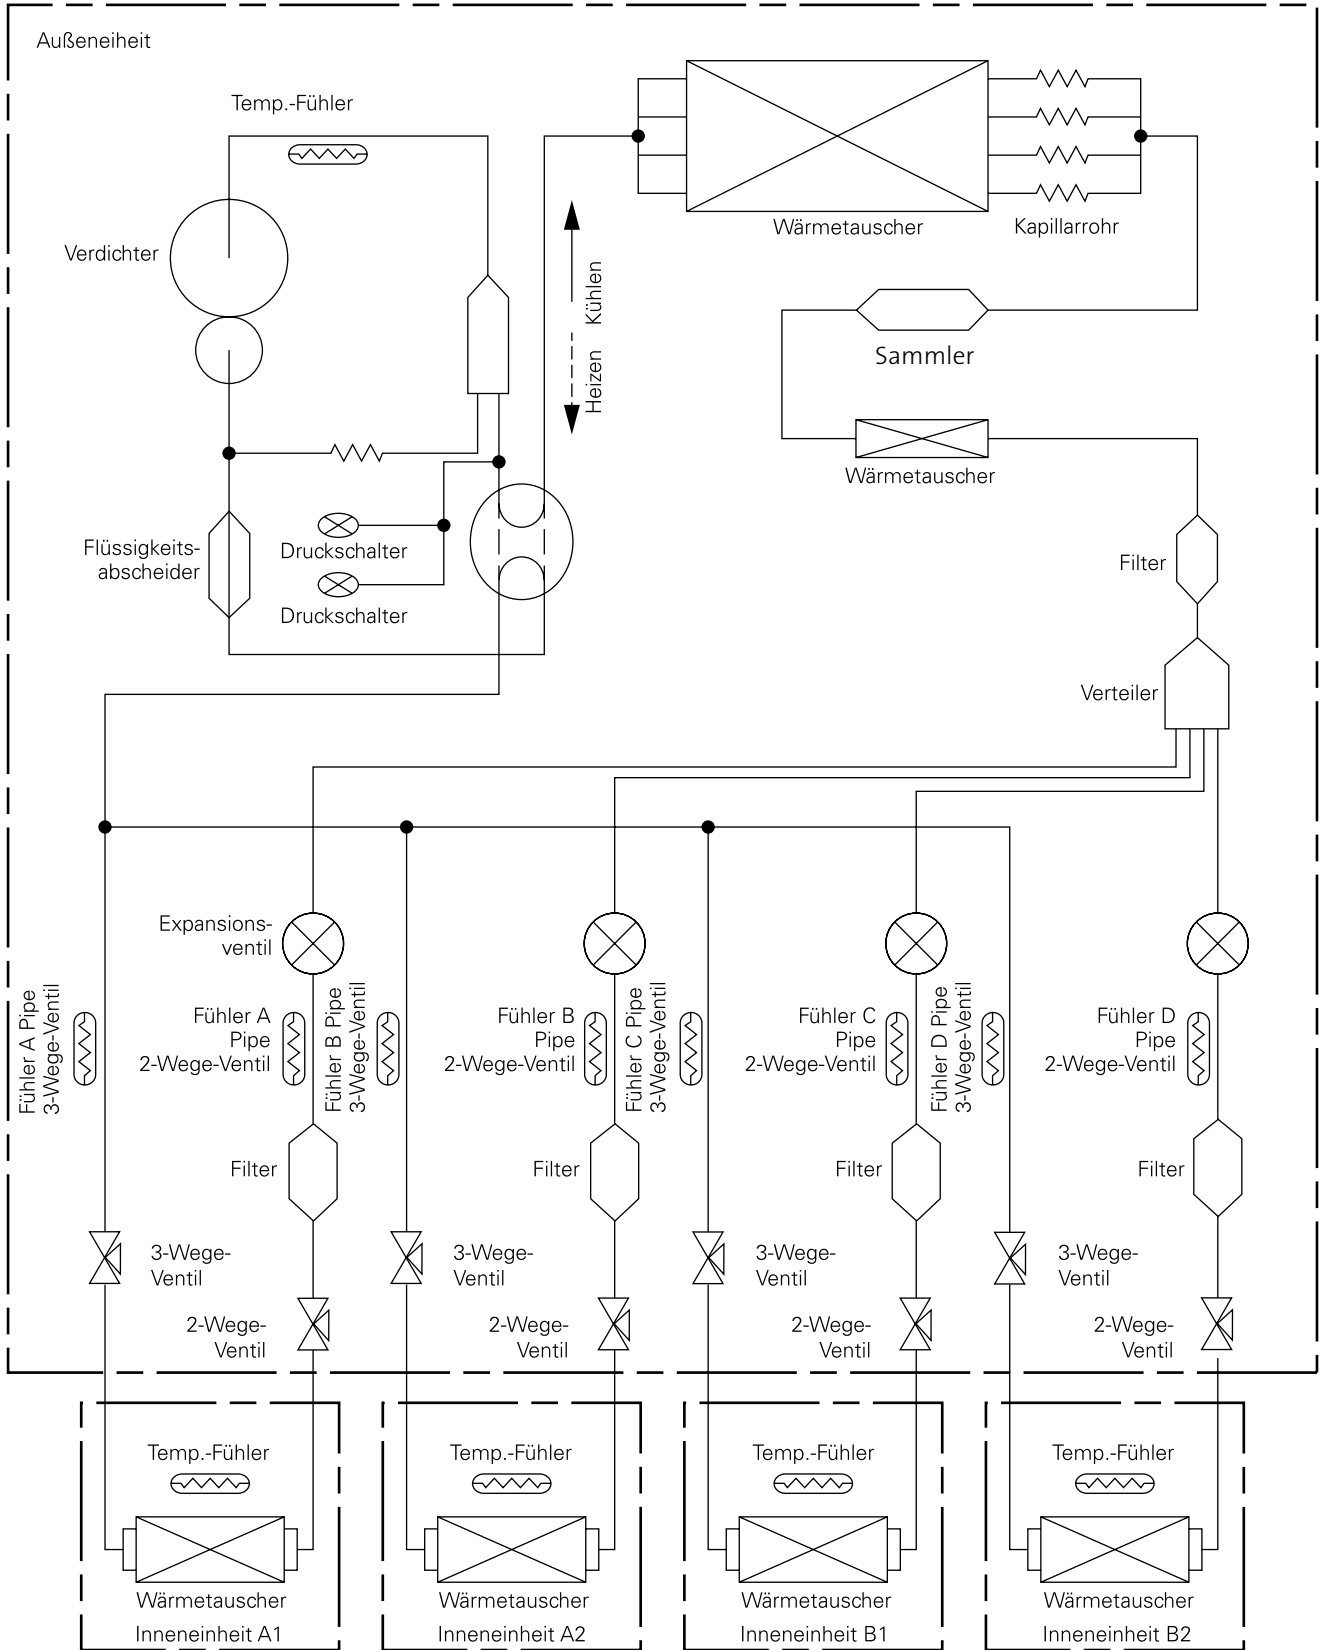 Außeneiheit
Temp.-Fühler
Verdichter
Wärmetauscher
Kapillarrohr
Heizen Kühlen
Sammler
Wärmetauscher
Flüssigkeits-
abscheider
Druckschalter
Druckschalter
Filter
Verteiler
Expansions-
ventil
Fühler A Pipe
3-Wege-Ventil
Fühler A
Pipe
2-Wege-Ventil
Fühler B Pipe
3-Wege-Ventil
Fühler B
Pipe
2-Wege-Ventil
Fühler C Pipe
3-Wege-Ventil
Fühler C
Pipe
2-Wege-Ventil
Fühler D Pipe
3-Wege-Ventil
Fühler D
Pipe
2-Wege-Ventil
Filter
Filter
Filter
Filter
3-Wege-
Ventil
3-Wege-
Ventil
3-Wege-
Ventil
3-Wege-
Ventil
2-Wege-
Ventil
2-Wege-
Ventil
2-Wege-
Ventil
2-Wege-
Ventil
Temp.-Fühler
Wärmetauscher
Inneneinheit A1
Temp.-Fühler
Wärmetauscher
Inneneinheit A2
Temp.-Fühler
Wärmetauscher
Inneneinheit B1
Temp.-Fühler
Wärmetauscher
Inneneinheit B2